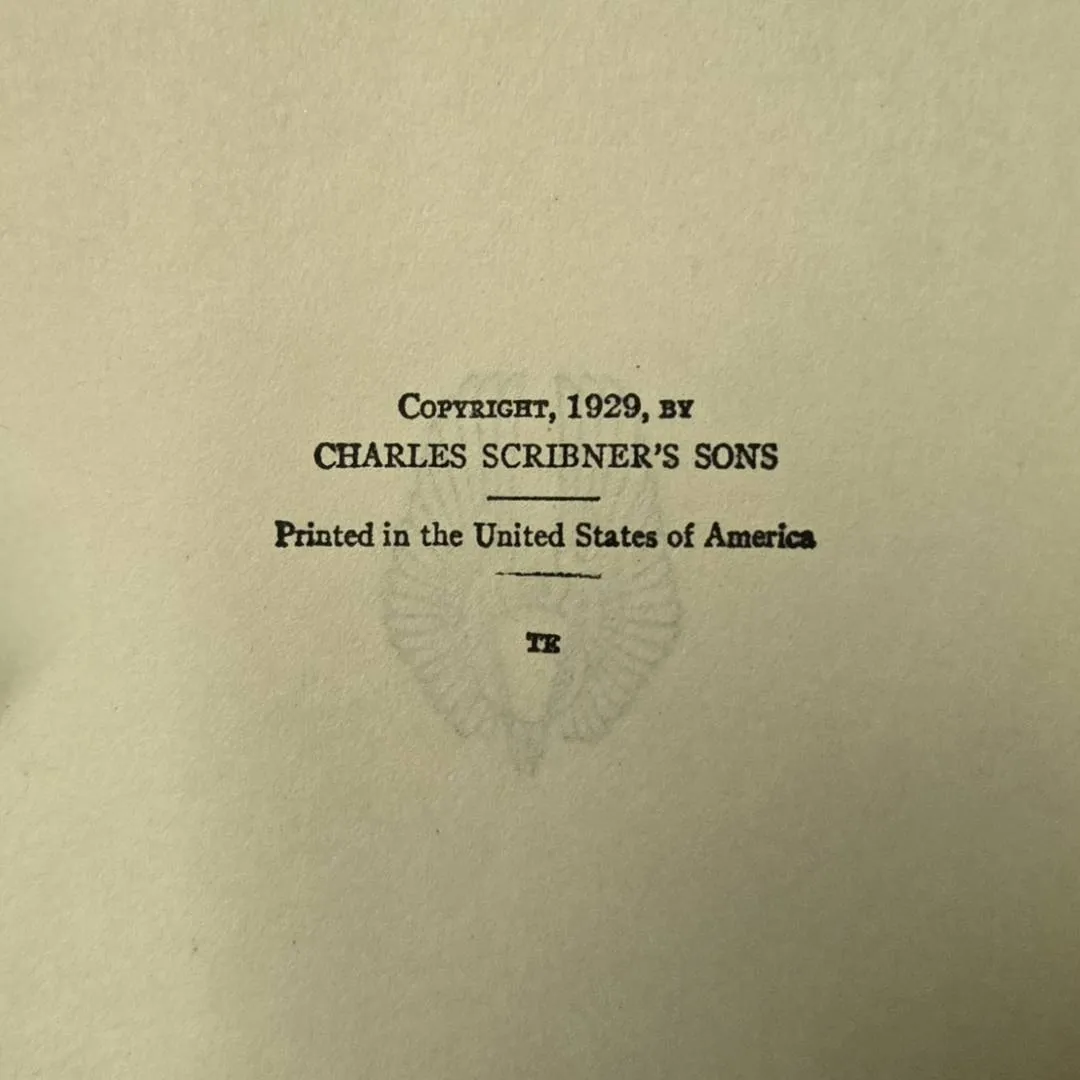 Copyright, 1929, by
CHARLES SCRIBNER'S SONS
Printed in the United States of America
TE